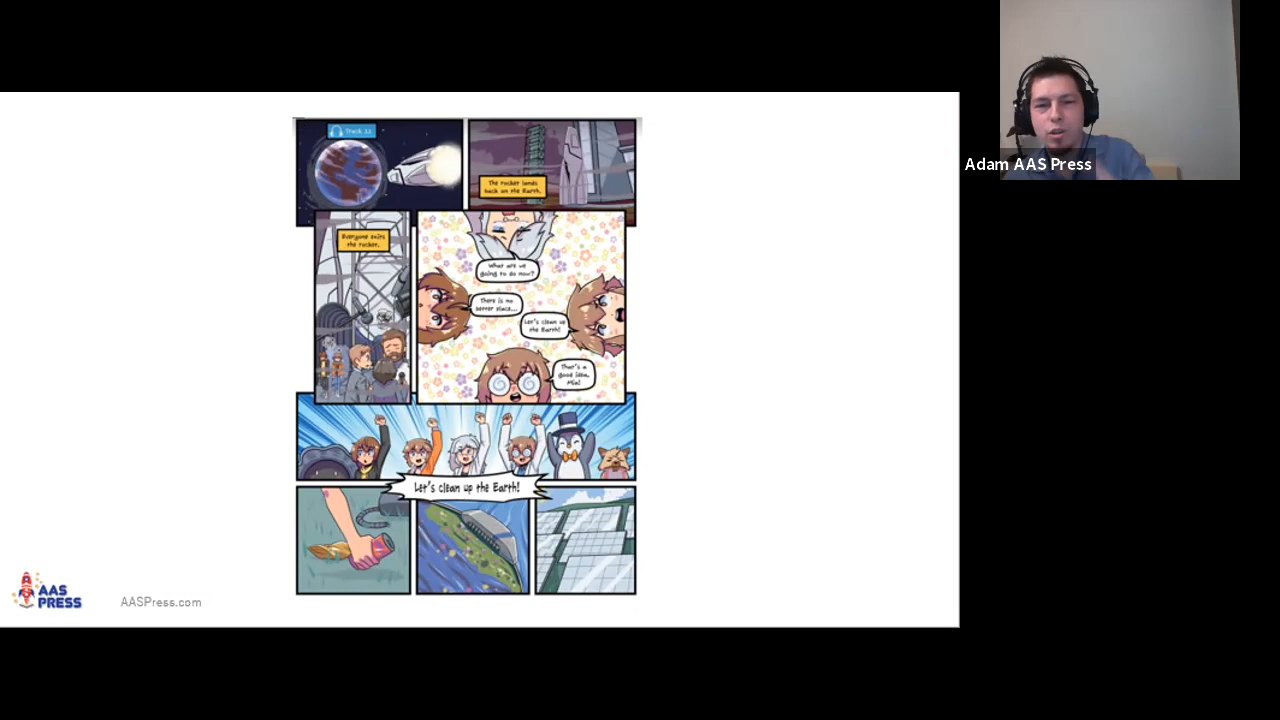 Track 11
The rocket lands
back on the Earth.
Everyone exits
the rocket.
What are we
going to do now?
There is no
better place...
Let's clean up
the Earth!
That's a
good idea,
Mia!
Let's clean up the Earth!
AAS
PRESS
AASPress.com
Adam AAS Press